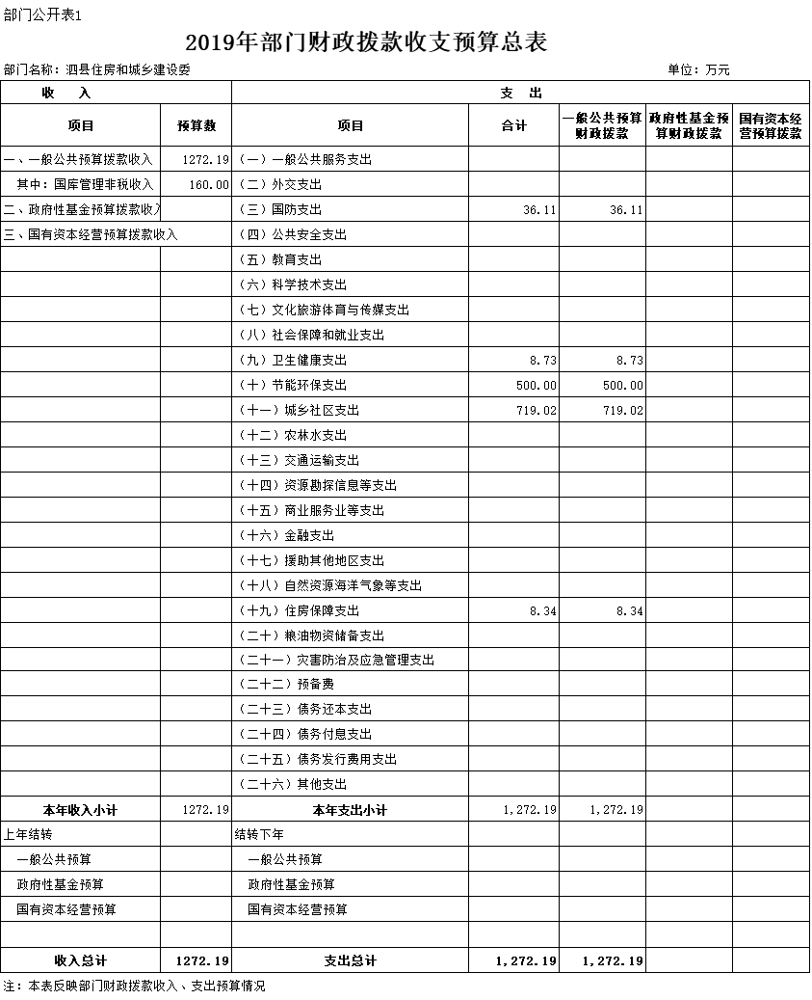 部门公开表1
2019年部门财政拨款收支预算总表
部门名称：泗县住房和城乡建设委 单位：万元
收 入 支 出
项目 预算数 项目 合计 一般公共预算财政拨款 政府性基金预算财政拨款 国有资本经营预算拨款
一、一般公共预算拨款收入 1272.19 （一）一般公共服务支出
其中：国库管理非税收入 160.00 （二）外交支出
二、政府性基金预算拨款收入 （三）国防支出 36.11 36.11
三、国有资本经营预算拨款收入 （四）公共安全支出
（五）教育支出
（六）科学技术支出
（七）文化旅游体育与传媒支出
（八）社会保障和就业支出
（九）卫生健康支出 8.73 8.73
（十）节能环保支出 500.00 500.00
（十一）城乡社区支出 719.02 719.02
（十二）农林水支出
（十三）交通运输支出
（十四）资源勘探信息等支出
（十五）商业服务业等支出
（十六）金融支出
（十七）援助其他地区支出
（十八）自然资源海洋气象等支出
（十九）住房保障支出 8.34 8.34
（二十）粮油物资储备支出
（二十一）灾害防治及应急管理支出
（二十二）预备费
（二十三）债务还本支出
（二十四）债务付息支出
（二十五）债务发行费用支出
（二十六）其他支出
本年收入小计 1272.19 本年支出小计 1,272.19 1,272.19
上年结转 结转下年
一般公共预算 一般公共预算
政府性基金预算 政府性基金预算
国有资本经营预算 国有资本经营预算
收入总计 1272.19 支出总计 1,272.19 1,272.19
注：本表反映部门财政拨款收入、支出预算情况